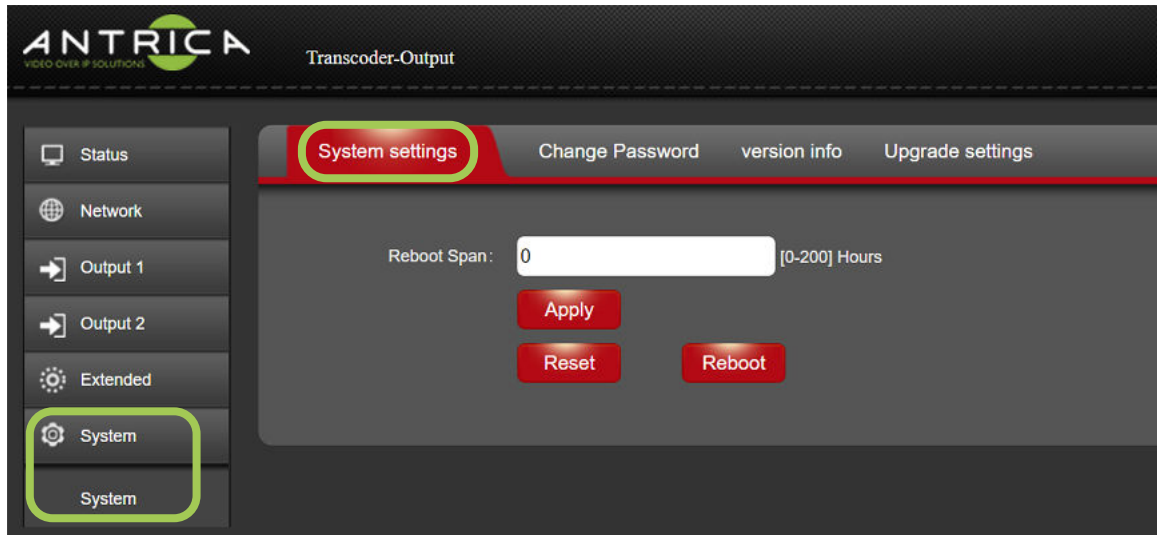 ANTRICA
VIDEO OVER IP SOLUTIONS
Transcoder-Output
Status
Network
Output 1
Output 2
Extended
System
System
System settings Change Password version info Upgrade settings
Reboot Span: 0 [0-200] Hours
Apply
Reset Reboot